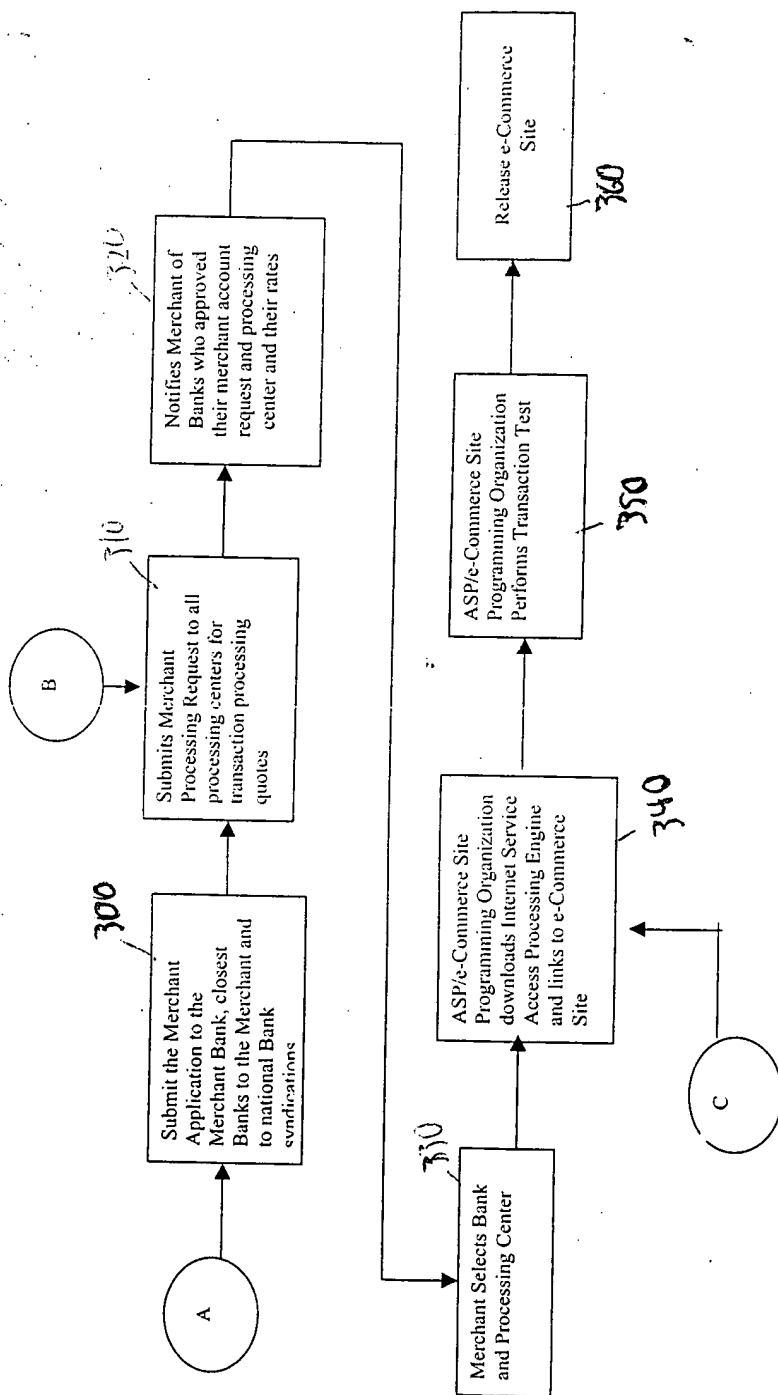 A
300
Submit the Merchant
Application to the
Merchant Bank, closest
Banks to the Merchant and
to national Bank
syndications
B
310
Submits Merchant
Processing Request to all
processing centers for
transaction processing
quotes
320
Notifies Merchant of
Banks who approved
their merchant account
request and processing
center and their rates
330
Merchant Selects Bank
and Processing Center
ASP/e-Commerce Site
Programming Organization
downloads Internet Service
Access Processing Engine
and links to e-Commerce
Site
340
C
ASP/e-Commerce Site
Programming Organization
Performs Transaction Test
350
Release e-Commerce
Site
360